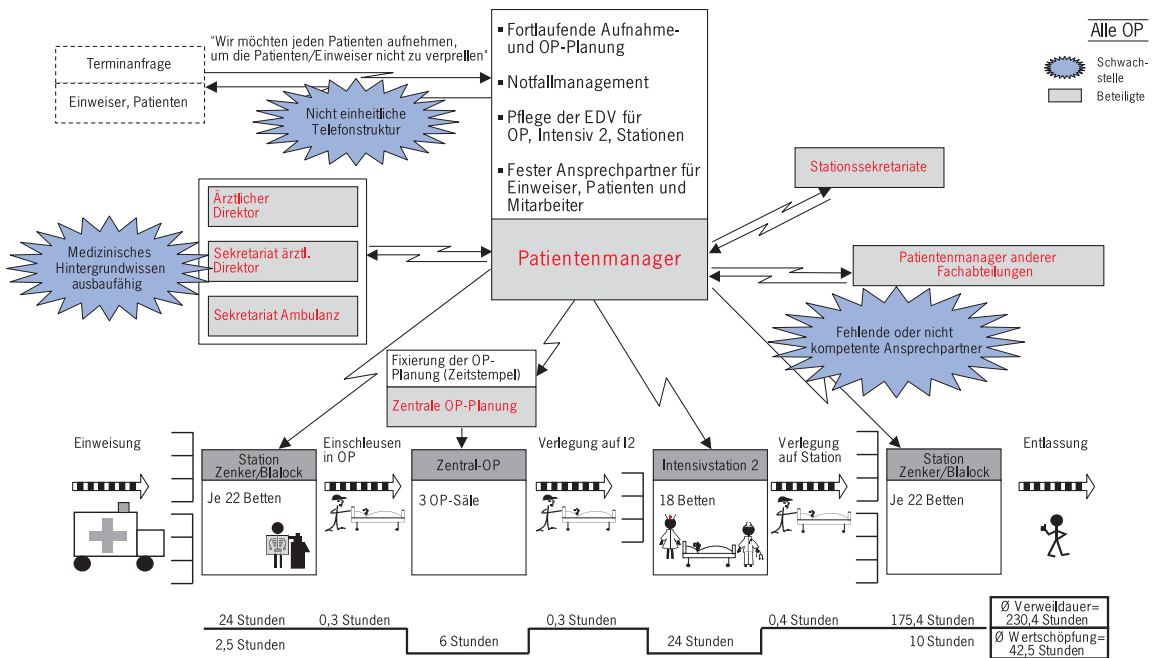 Terminanfrage
Einweiser, Patienten
"Wir möchten jeden Patienten aufnehmen,
um die Patienten/Einweiser nicht zu verprellen"
Nicht einheitliche
Telefonstruktur
▪ Fortlaufende Aufnahme-
und OP-Planung
▪ Notfallmanagement
▪ Pflege der EDV für
OP, Intensiv 2, Stationen
▪ Fester Ansprechpartner für
Einweiser, Patienten und
Mitarbeiter
Patientenmanager
Alle OP
Schwach-
stelle
Beteiligte
Stationssekretariate
Patientenmanager anderer
Fachabteilungen
Fehlende oder nicht
kompetente Ansprechpartner
Medizinisches
Hintergrundwissen
ausbaufähig
Ärztlicher
Direktor
Sekretariat ärztl.
Direktor
Sekretariat Ambulanz
Fixierung der OP-
Planung (Zeitstempel)
Zentrale OP-Planung
Einweisung
Station
Zenker/Blalock
Je 22 Betten
Einschleusen
in OP
Zentral-OP
3 OP-Säle
Verlegung auf I2
Intensivstation 2
18 Betten
Verlegung
auf Station
Station
Zenker/Blalock
Je 22 Betten
Entlassung
24 Stunden
0,3 Stunden
0,3 Stunden
0,4 Stunden
175,4 Stunden
Ø Verweildauer=
230,4 Stunden
2,5 Stunden
6 Stunden
24 Stunden
10 Stunden
Ø Wertschöpfung=
42,5 Stunden